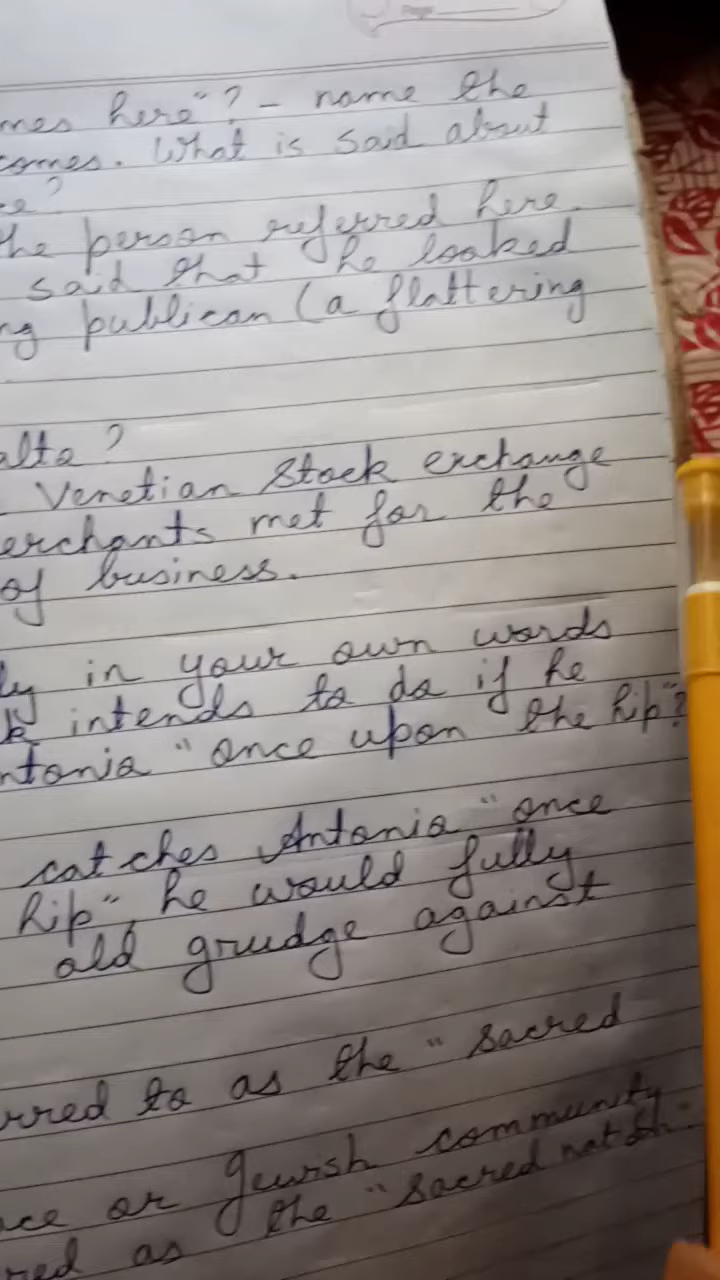 Page
mes here"? - name the
comes. What is said about
e?
the person referred here.
said that he looked
ng publican (a flattering
alto?
Venetian Stock exchange
erchants met for the
of business.
ly in your own words
k intends to do if he
ntonio "once upon the hip"?
catches Antonio "once
hip", he would fully
old grudge against
rred to as the "sacred
ace or Jewish community
red as the "sacred nation"